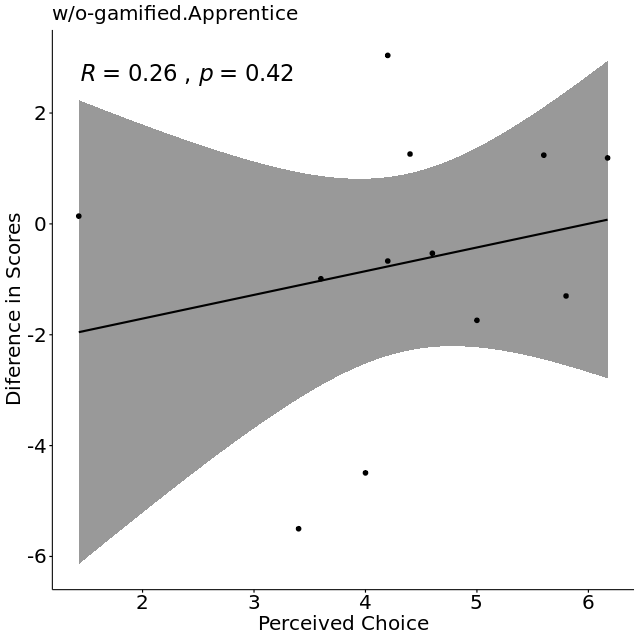 w/o-gamified.Apprentice
R = 0.26 , p = 0.42
2
0
-2
-4
-6
Diference in Scores
2 3 4 5 6
Perceived Choice